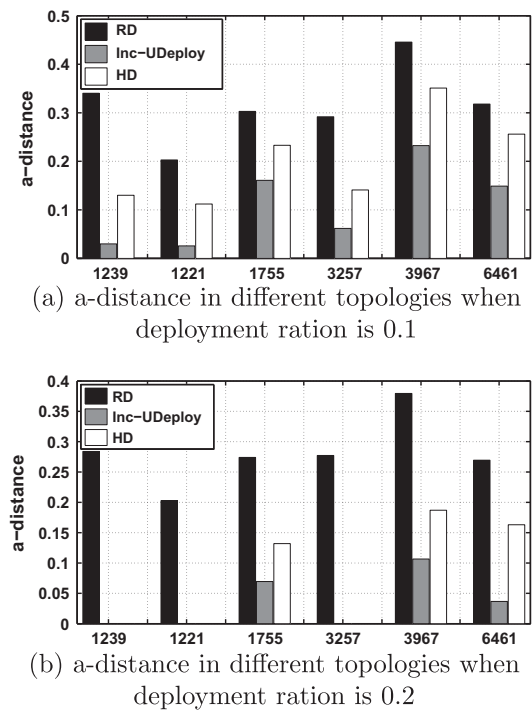 0.5
RD
Inc-UDeploy
HD
0.4
0.3
0.2
0.1
0
a-distance
1239 1221 1755 3257 3967 6461
(a) a-distance in different topologies when
deployment ration is 0.1
0.4
RD
Inc-UDeploy
HD
0.35
0.3
0.25
0.2
0.15
0.1
0.05
0
a-distance
1239 1221 1755 3257 3967 6461
(b) a-distance in different topologies when
deployment ration is 0.2